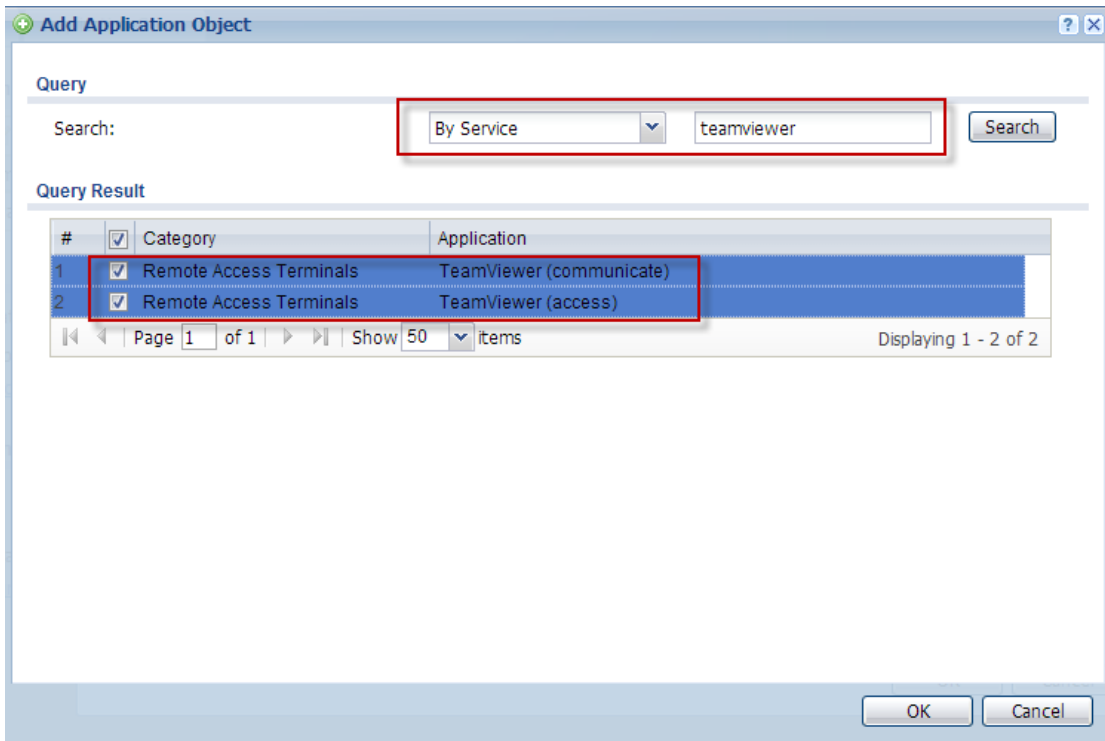 Add Application Object
Query
Search: By Service teamviewer Search
Query Result
# Category Application
1 Remote Access Terminals TeamViewer (communicate)
2 Remote Access Terminals TeamViewer (access)
Page 1 of 1 Show 50 items Displaying 1 - 2 of 2
OK Cancel